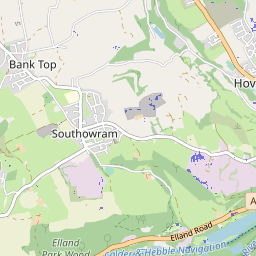 Bank Top
Hov
Southowram
A
Elland Road
Elland
Park Wood
Calder & Hebble Navigation